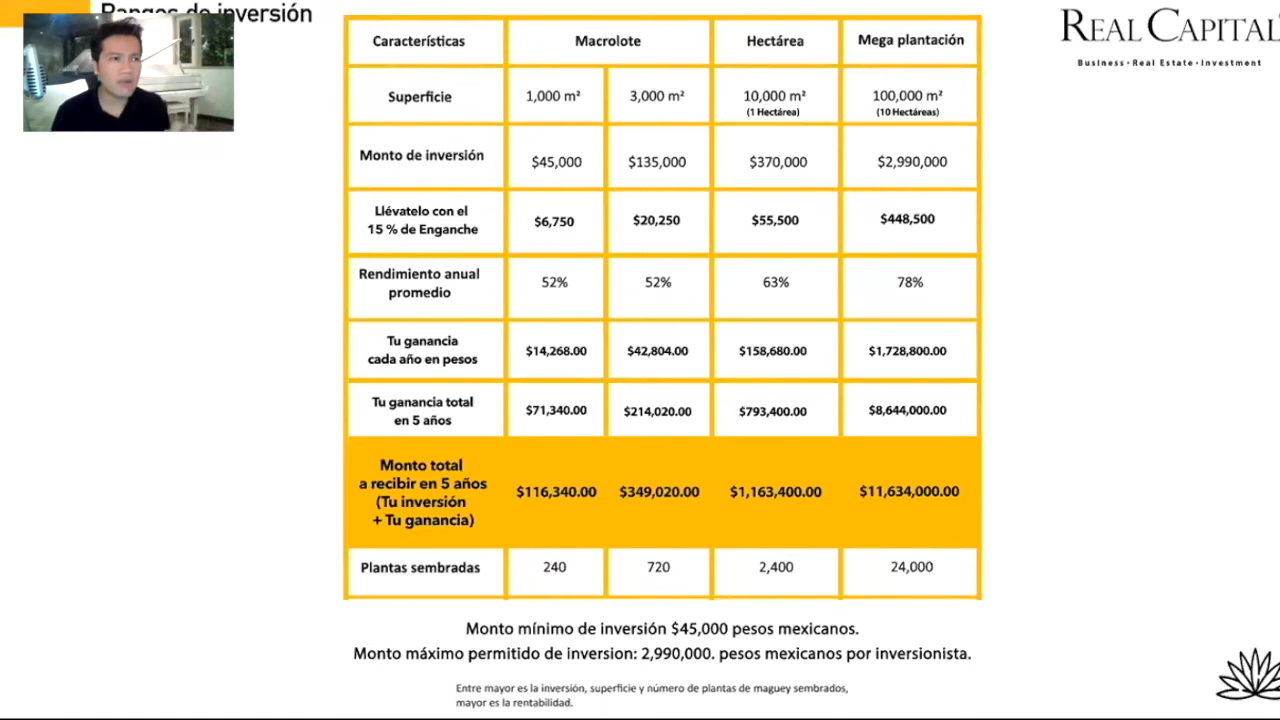 Rangos de inversión
REAL CAPITAL
Business • Real Estate • Investment
Características Macrolote Hectárea Mega plantación
Superficie 1,000 m² 3,000 m² 10,000 m² (1 Hectárea) 100,000 m² (10 Hectáreas)
Monto de inversión $45,000 $135,000 $370,000 $2,990,000
Llévatelo con el
15 % de Enganche $6,750 $20,250 $55,500 $448,500
Rendimiento anual
promedio 52% 52% 63% 78%
Tu ganancia
cada año en pesos $14,268.00 $42,804.00 $158,680.00 $1,728,800.00
Tu ganancia total
en 5 años $71,340.00 $214,020.00 $793,400.00 $8,644,000.00
Monto total
a recibir en 5 años
(Tu inversión
+ Tu ganancia) $116,340.00 $349,020.00 $1,163,400.00 $11,634,000.00
Plantas sembradas 240 720 2,400 24,000
Monto mínimo de inversión $45,000 pesos mexicanos.
Monto máximo permitido de inversion: 2,990,000. pesos mexicanos por inversionista.
Entre mayor es la inversión, superficie y número de plantas de maguey sembrados,
mayor es la rentabilidad.